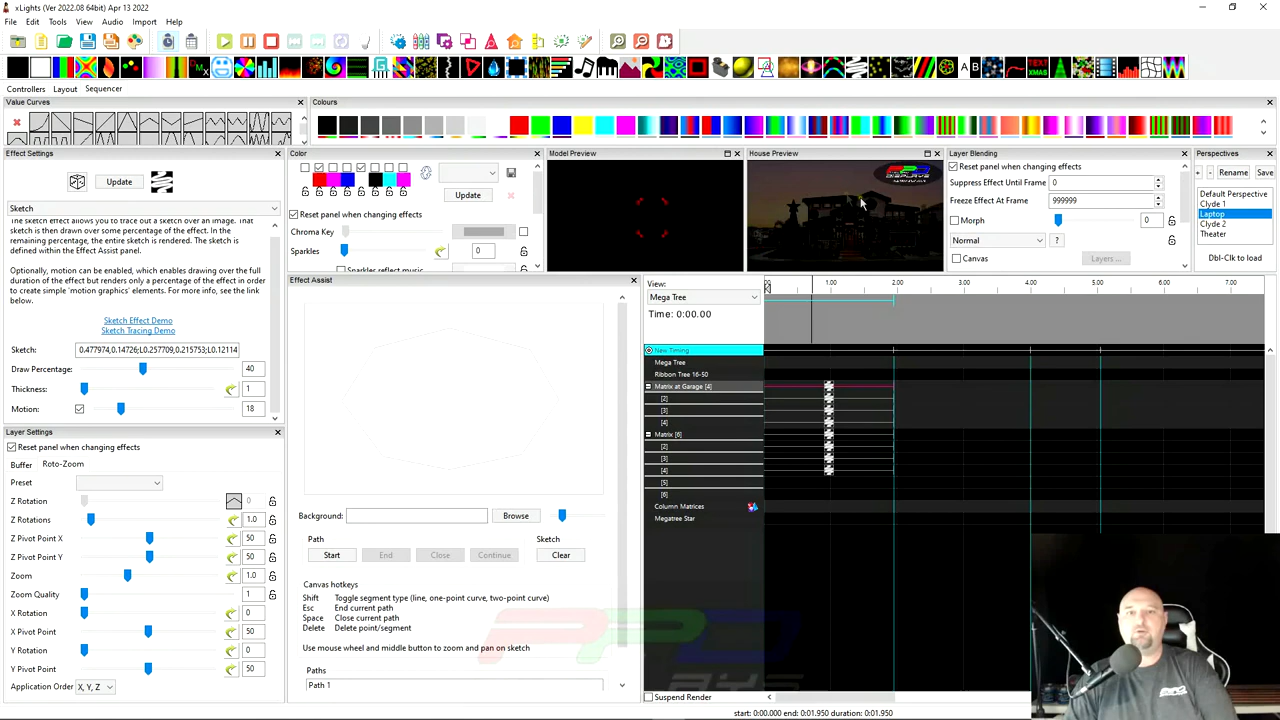 xLights (Ver 2022.08 64bit) Apr 13 2022
File Edit Tools View Audio Import Help
Controllers Layout Sequencer
Value Curves
Colours
Effect Settings
Update
Sketch
The sketch effect allows you to trace out a sketch over an image. That
sketch is then drawn over some percentage of the effect. In the
remaining percentage, the entire sketch is rendered. The sketch is
defined within the Effect Assist panel.
Optionally, motion can be enabled, which enables drawing over the full
duration of the effect but renders only a percentage of the effect in order
to create simple 'motion graphics' elements. For more info, see the link
below.
Sketch Effect Demo
Sketch Tracing Demo
Sketch: 0.477974,0.14726;L0.257709,0.215753;L0.12114
Draw Percentage: 40
Thickness: 1
Motion: 18
Layer Settings
Reset panel when changing effects
Buffer Roto-Zoom
Preset
Z Rotation 0
Z Rotations 1.0
Z Pivot Point X 50
Z Pivot Point Y 50
Zoom 1.0
Zoom Quality 1
X Rotation 0
X Pivot Point 50
Y Rotation 0
Y Pivot Point 50
Application Order X, Y, Z
Color
Update
Reset panel when changing effects
Chroma Key
Sparkles 0
Sparkles reflect music
Model Preview
House Preview
Layer Blending
Reset panel when changing effects
Suppress Effect Until Frame 0
Freeze Effect At Frame 999999
Morph 0
Normal ?
Canvas Layers ...
Perspectives
+ - Rename Save
Default Perspective
Clyde 1
Laptop
Clyde 2
Theater
Dbl-Clk to load
Effect Assist
Background: Browse
Path Sketch
Start End Close Continue Clear
Canvas hotkeys
Shift Toggle segment type (line, one-point curve, two-point curve)
Esc End current path
Space Close current path
Delete Delete point/segment
Use mouse wheel and middle button to zoom and pan on sketch
Paths
Path 1
View:
Mega Tree
Time: 0:00.00
1.00 2:00 3:00 4:00 5:00 6:00 7:00
New Timing
Mega Tree
Ribbon Tree 16-50
Matrix at Garage [4]
[2]
[3]
[4]
Matrix [6]
[2]
[3]
[4]
[5]
[6]
Column Matrices
Megatree Star
Suspend Render
start: 0:00.000 end: 0:01.950 duration: 0:01.950